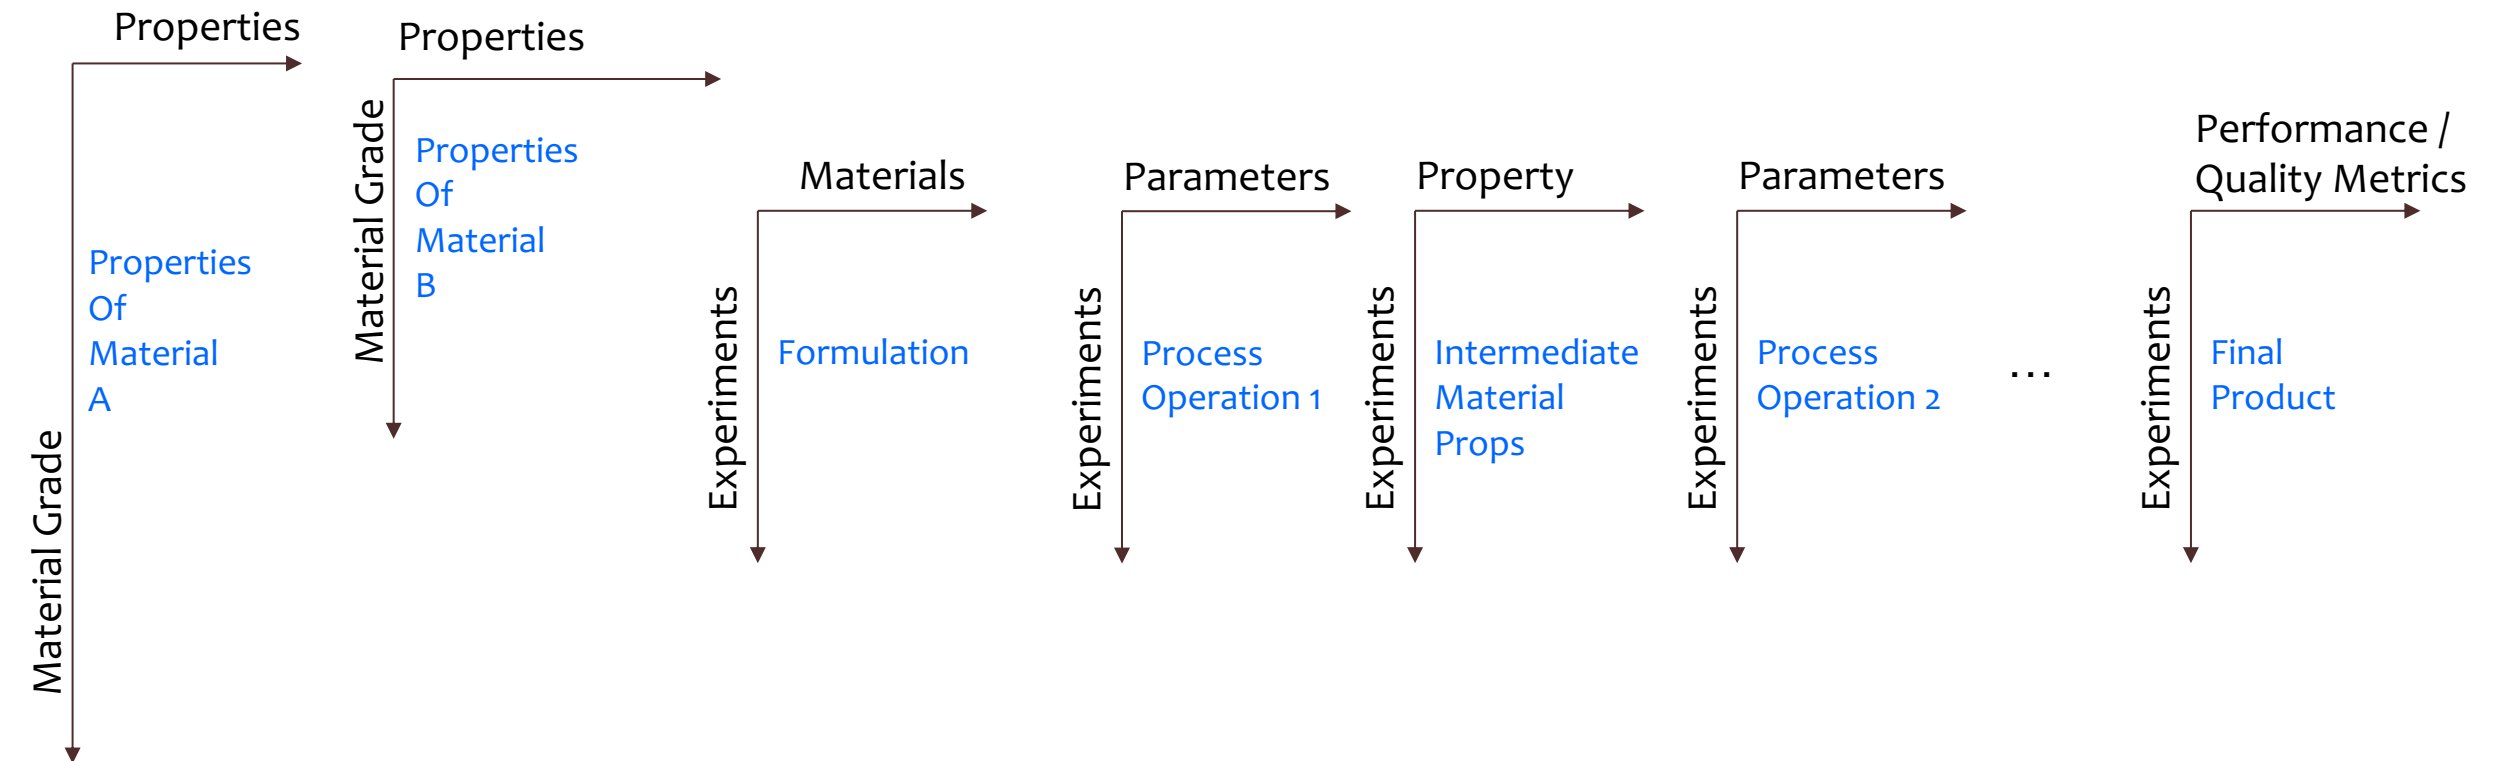 Properties
Material Grade
Properties
Of
Material
A
Properties
Material Grade
Properties
Of
Material
B
Materials
Experiments
Formulation
Parameters
Experiments
Process
Operation 1
Property
Experiments
Intermediate
Material
Props
Parameters
Experiments
Process
Operation 2
...
Performance /
Quality Metrics
Experiments
Final
Product